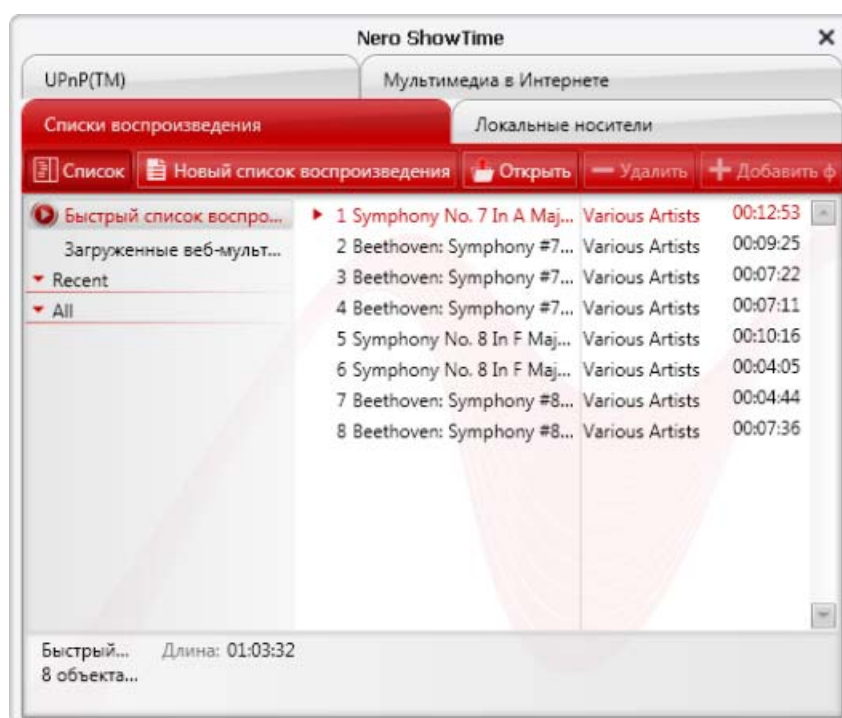 Nero ShowTime
UPnP(TM) Мультимедиа в Интернете
Списки воспроизведения Локальные носители
Список Новый список воспроизведения Открыть Удалить Добавить ф
Быстрый список воспро... 1 Symphony No. 7 In A Maj... Various Artists 00:12:53
Загруженные веб-мульт... 2 Beethoven: Symphony #7... Various Artists 00:09:25
Recent 3 Beethoven: Symphony #7... Various Artists 00:07:22
All 4 Beethoven: Symphony #7... Various Artists 00:07:11
5 Symphony No. 8 In F Maj... Various Artists 00:10:16
6 Symphony No. 8 In F Maj... Various Artists 00:04:05
7 Beethoven: Symphony #8... Various Artists 00:04:44
8 Beethoven: Symphony #8... Various Artists 00:07:36
Быстрый... Длина: 01:03:32
8 объекта...